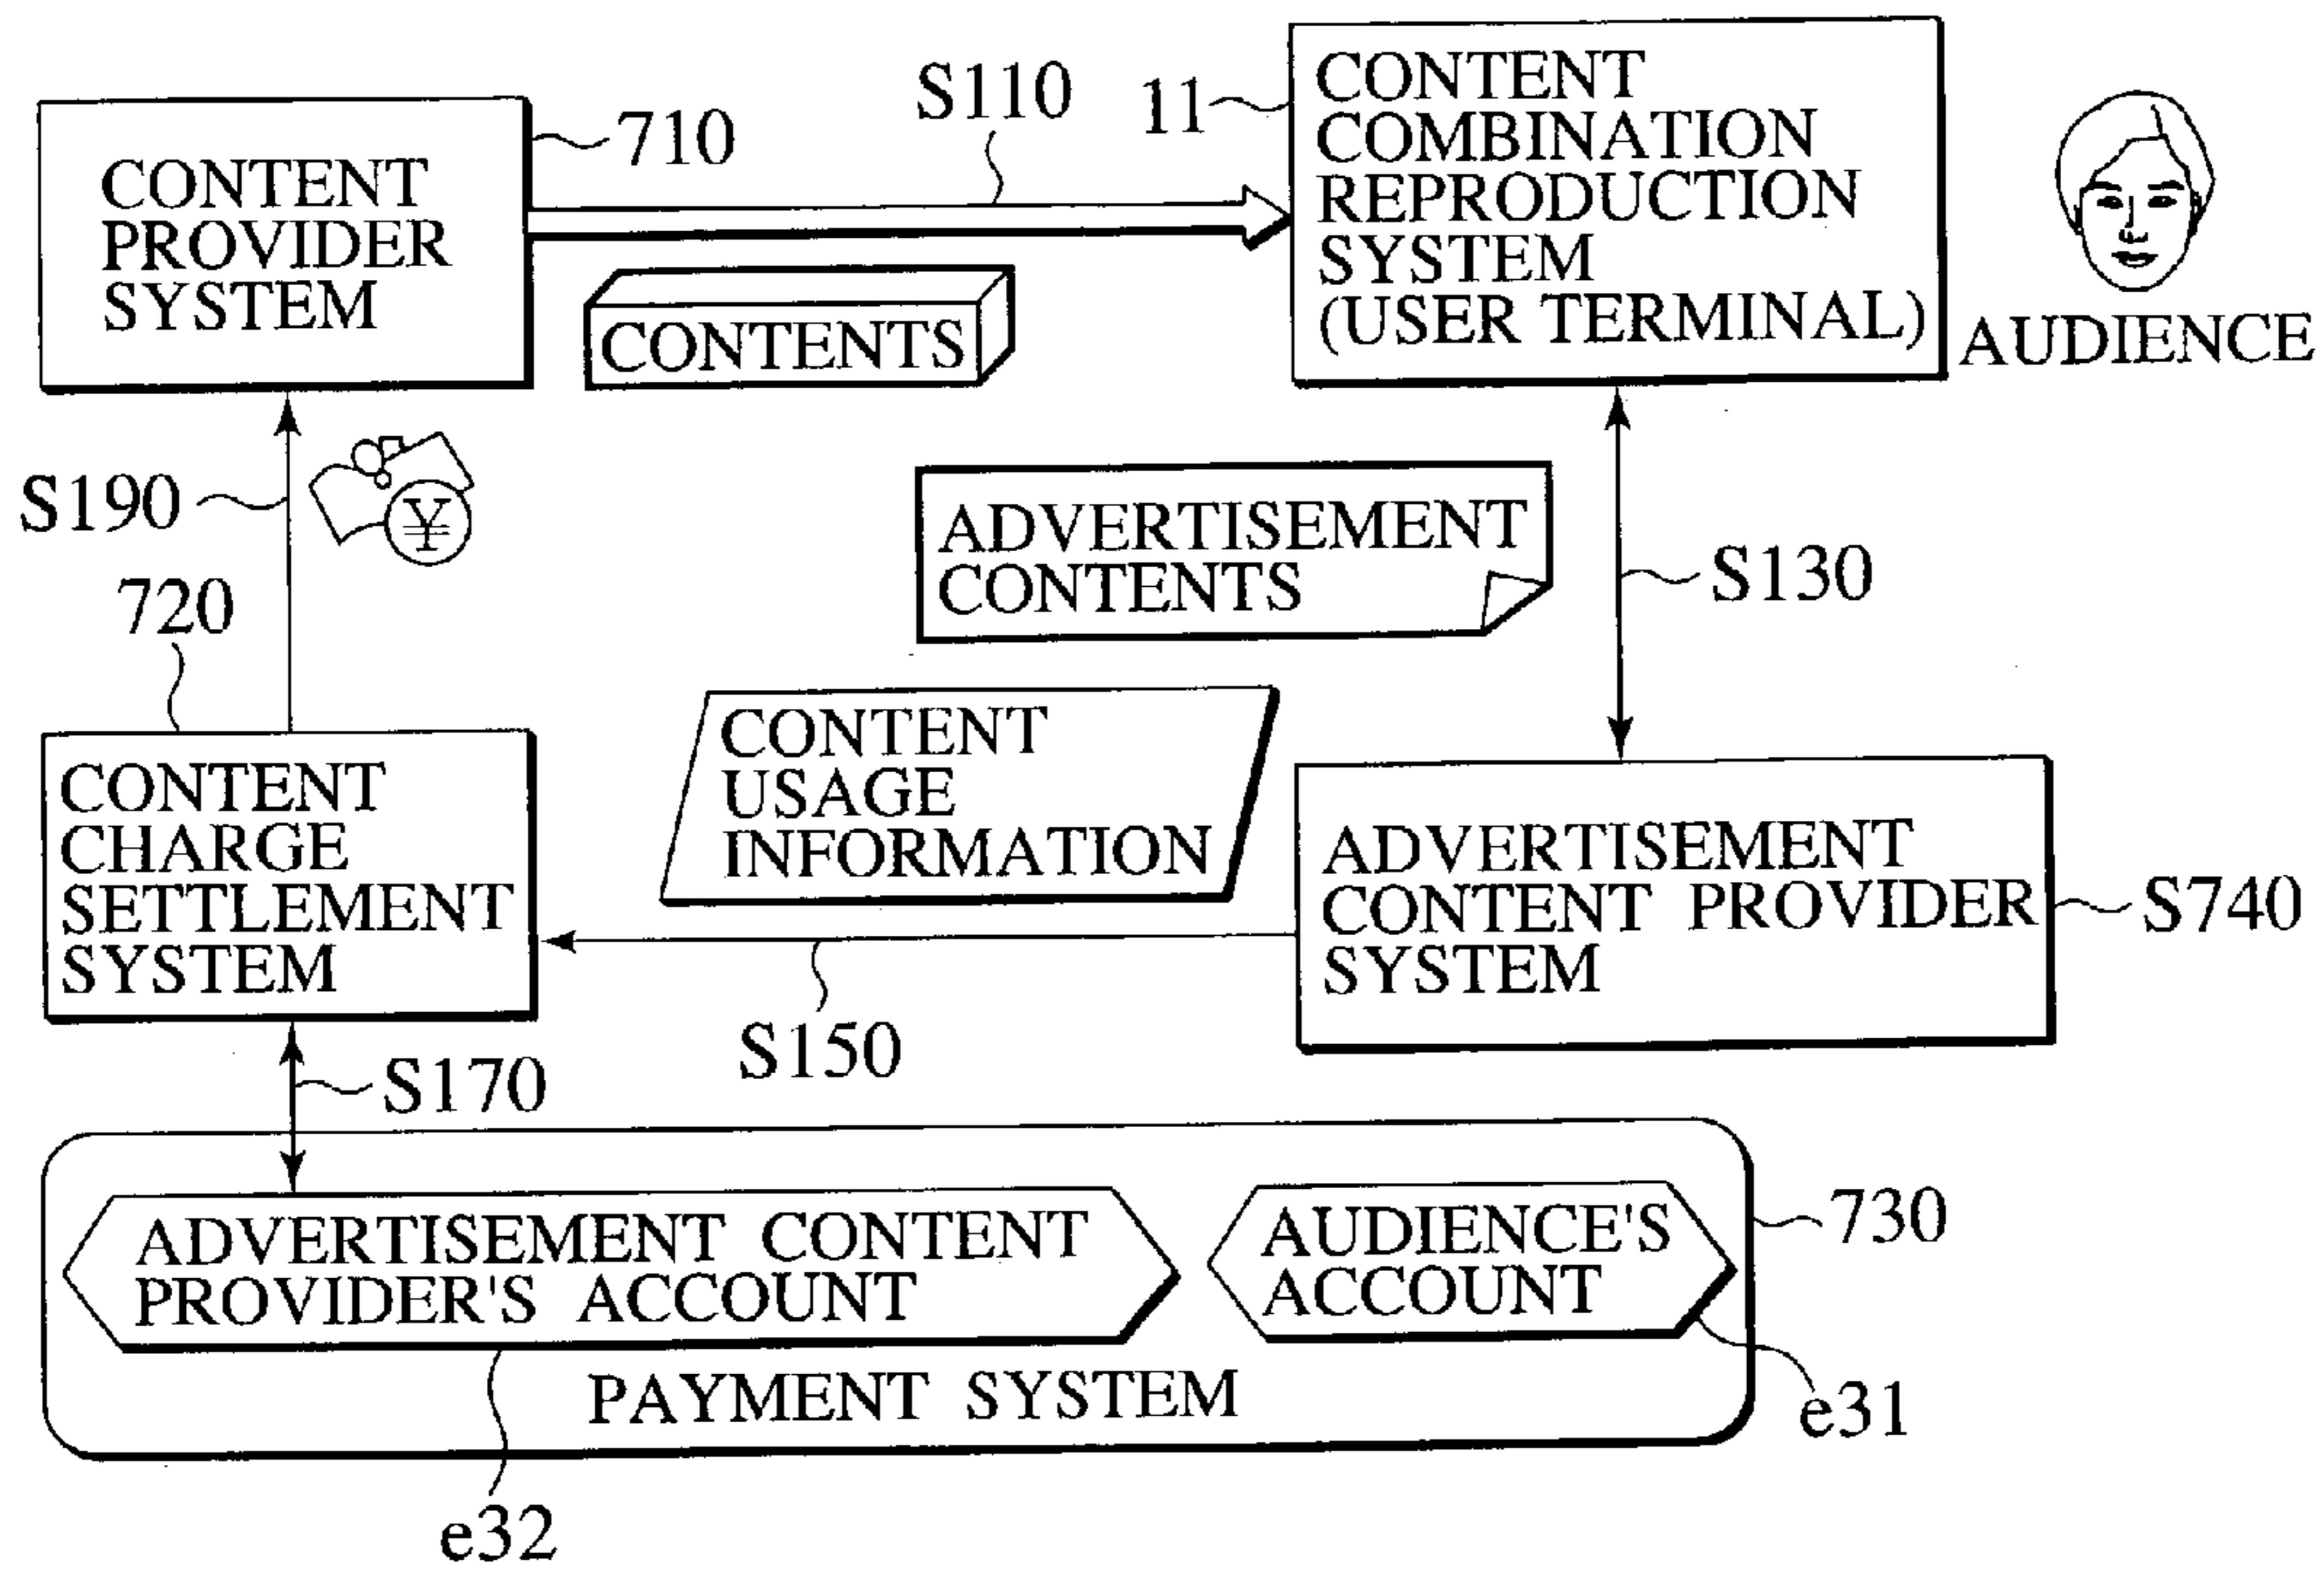 CONTENT
PROVIDER
SYSTEM
710
S110
11
CONTENT
COMBINATION
REPRODUCTION
SYSTEM
(USER TERMINAL)
AUDIENCE
CONTENTS
S190
¥
ADVERTISEMENT
CONTENTS
S130
720
CONTENT
CHARGE
SETTLEMENT
SYSTEM
CONTENT
USAGE
INFORMATION
ADVERTISEMENT
CONTENT PROVIDER
SYSTEM
S740
S150
S170
ADVERTISEMENT CONTENT
PROVIDER'S ACCOUNT
AUDIENCE'S
ACCOUNT
730
PAYMENT SYSTEM
e31
e32